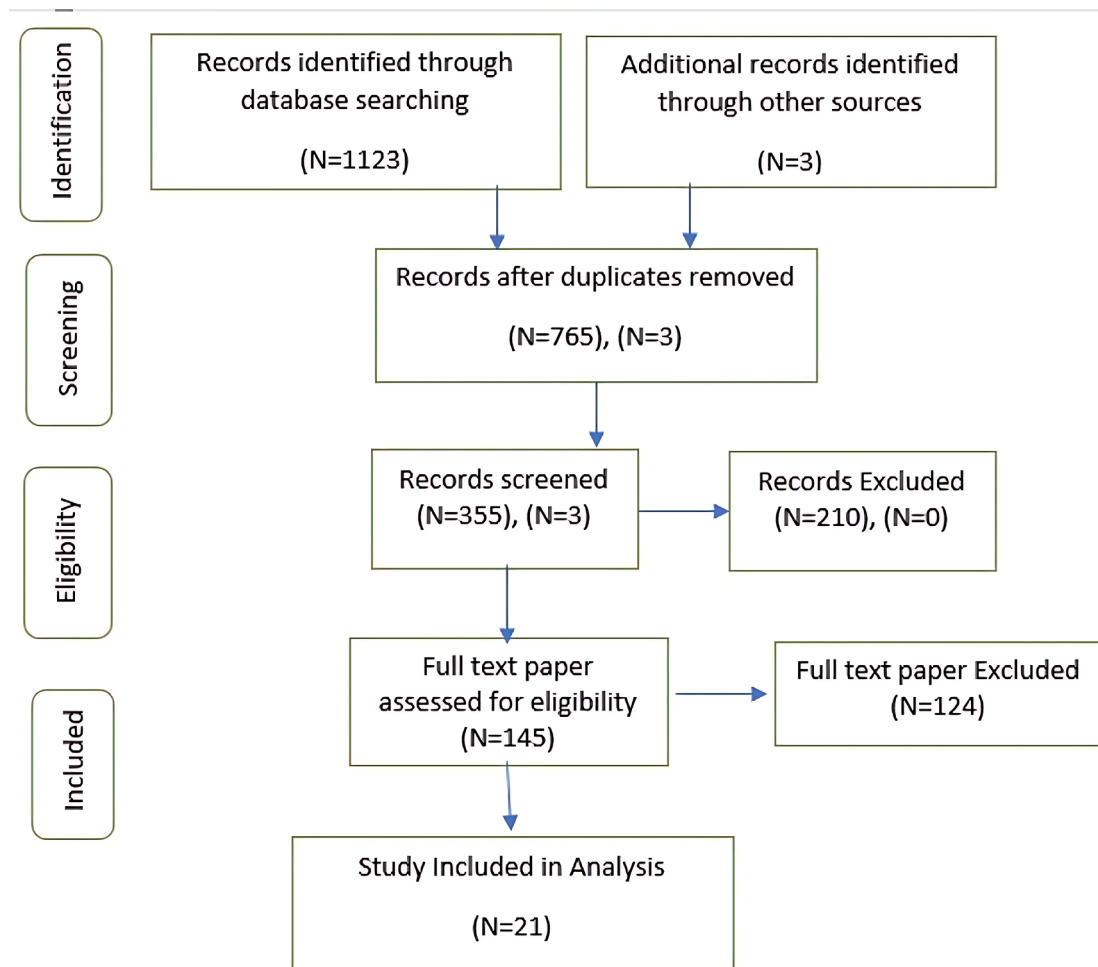 Identification
Records identified through
database searching
(N=1123)
Additional records identified
through other sources
(N=3)
Screening
Records after duplicates removed
(N=765), (N=3)
Eligibility
Records screened
(N=355), (N=3)
Records Excluded
(N=210), (N=0)
Included
Full text paper
assessed for eligibility
(N=145)
Full text paper Excluded
(N=124)
Study Included in Analysis
(N=21)